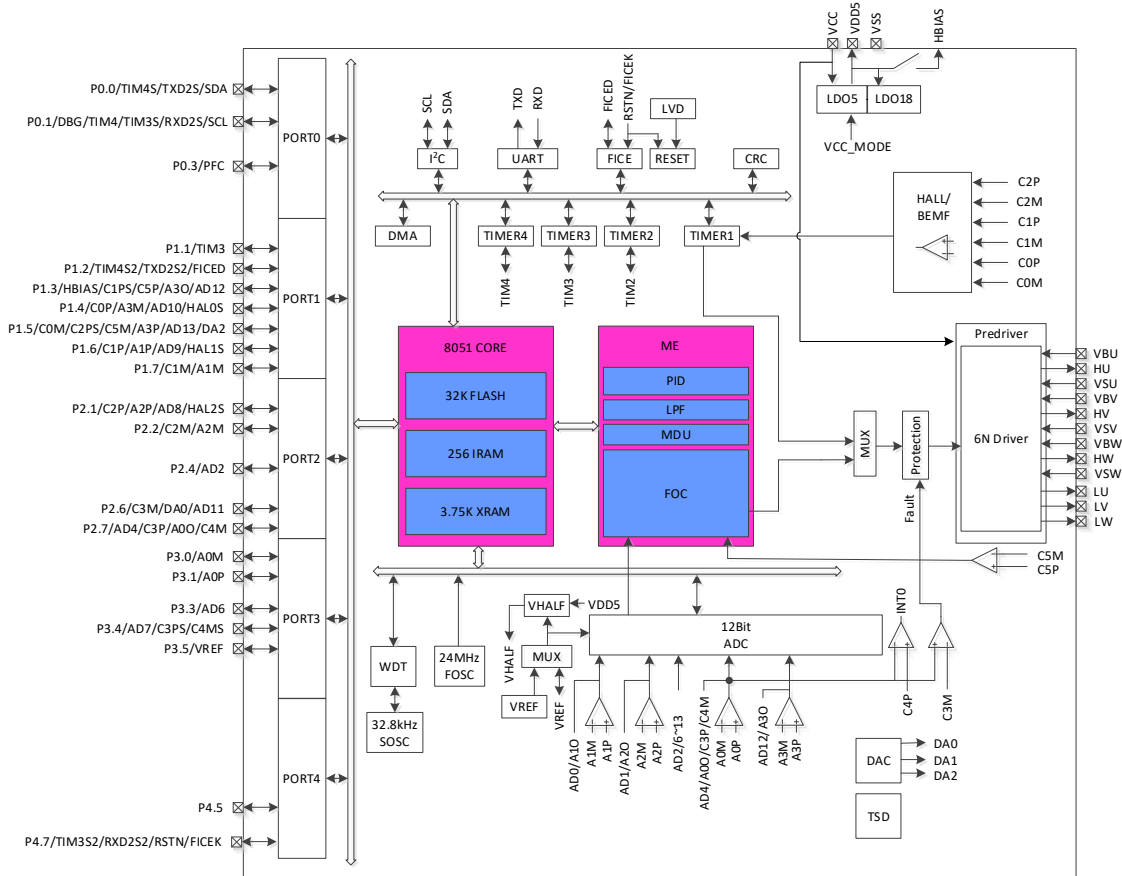 VCC
VDD5
VSS
HBIAS
LDO5
LDO18
VCC_MODE
P0.0/TIM4S/TXD2S/SDA
P0.1/DBG/TIM4/TIM3S/RXD2S/SCL
P0.3/PFC
PORT0
P1.1/TIM3
P1.2/TIM4S2/TXD2S2/FICED
P1.3/HBIAS/C1PS/C5P/A3O/AD12
P1.4/C0P/A3M/AD10/HAL0S
P1.5/C0M/C2PS/C5M/A3P/AD13/DA2
P1.6/C1P/A1P/AD9/HAL1S
P1.7/C1M/A1M
PORT1
P2.1/C2P/A2P/AD8/HAL2S
P2.2/C2M/A2M
P2.4/AD2
P2.6/C3M/DA0/AD11
P2.7/AD4/C3P/A0O/C4M
PORT2
P3.0/A0M
P3.1/A0P
P3.3/AD6
P3.4/AD7/C3PS/C4MS
P3.5/VREF
PORT3
P4.5
P4.7/TIM3S2/RXD2S2/RSTN/FICEK
PORT4
SCL
SDA
TXD
RXD
FICED
RSTN/FICEK
LVD
I²C
UART
FICE
RESET
CRC
DMA
TIMER4
TIMER3
TIMER2
TIMER1
TIM4
TIM3
TIM2
HALL/
BEMF
C2P
C2M
C1P
C1M
C0P
C0M
8051 CORE
32K FLASH
256 IRAM
3.75K XRAM
ME
PID
LPF
MDU
FOC
MUX
Protection
Fault
Predriver
6N Driver
VBU
HU
VSU
VBV
HV
VSV
VBW
HW
VSW
LU
LV
LW
C5M
C5P
WDT
32.8kHz
SOSC
24MHz
FOSC
VHALF
VDD5
VHALF
MUX
VREF
VREF
12Bit
ADC
INT0
AD0/A1O
A1M
A1P
AD1/A2O
A2M
A2P
AD2/6~13
AD4/A0O/C3P/C4M
A0M
A0P
AD12/A3O
A3M
A3P
C4P
C3M
DAC
DA0
DA1
DA2
TSD